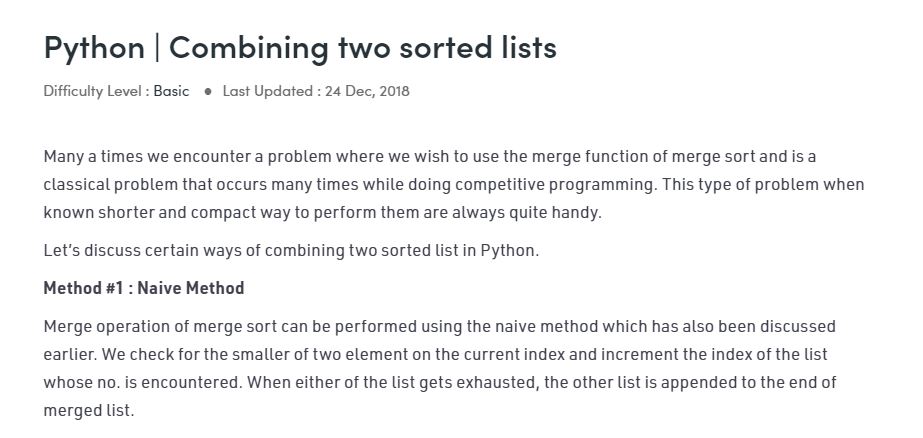 Python | Combining two sorted lists
Difficulty Level : Basic ● Last Updated : 24 Dec, 2018
Many a times we encounter a problem where we wish to use the merge function of merge sort and is a
classical problem that occurs many times while doing competitive programming. This type of problem when
known shorter and compact way to perform them are always quite handy.
Let's discuss certain ways of combining two sorted list in Python.
Method #1 : Naive Method
Merge operation of merge sort can be performed using the naive method which has also been discussed
earlier. We check for the smaller of two element on the current index and increment the index of the list
whose no. is encountered. When either of the list gets exhausted, the other list is appended to the end of
merged list.